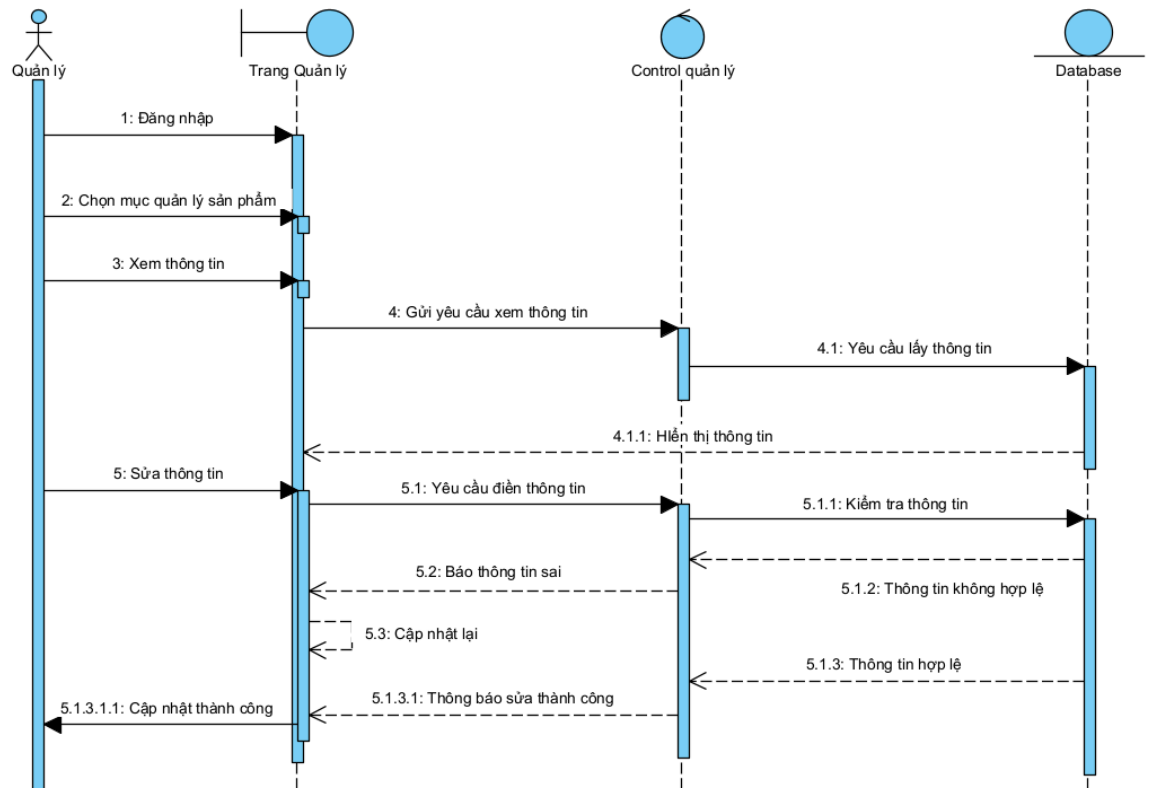 Quản lý
Trang Quản lý
Control quản lý
Database
1: Đăng nhập
2: Chọn mục quản lý sản phẩm
3: Xem thông tin
4: Gửi yêu cầu xem thông tin
4.1: Yêu cầu lấy thông tin
4.1.1: HIển thị thông tin
5: Sửa thông tin
5.1: Yêu cầu điền thông tin
5.1.1: Kiểm tra thông tin
5.2: Báo thông tin sai
5.1.2: Thông tin không hợp lệ
5.3: Cập nhật lại
5.1.3: Thông tin hợp lệ
5.1.3.1: Thông báo sửa thành công
5.1.3.1.1: Cập nhật thành công